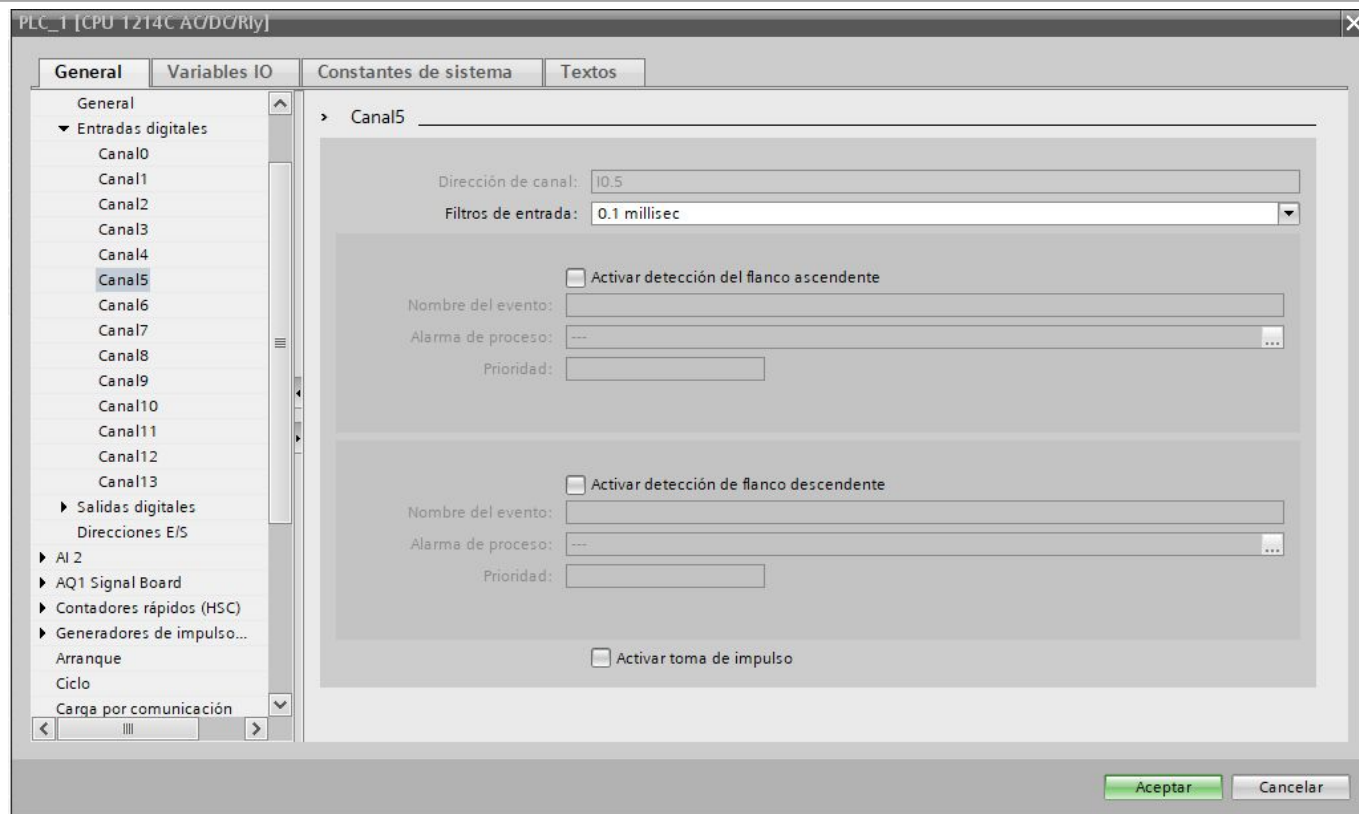 PLC_1 [CPU 1214C AC/DC/Rly]
General Variables IO Constantes de sistema Textos
General
Entradas digitales
Canal0
Canal1
Canal2
Canal3
Canal4
Canal5
Canal6
Canal7
Canal8
Canal9
Canal10
Canal11
Canal12
Canal13
Salidas digitales
Direcciones E/S
AI 2
AQ1 Signal Board
Contadores rápidos (HSC)
Generadores de impulso...
Arranque
Ciclo
Carga por comunicación
Canal5
Dirección de canal: I0.5
Filtros de entrada: 0.1 millisec
Activar detección del flanco ascendente
Nombre del evento:
Alarma de proceso: ---
...
Prioridad:
Activar detección de flanco descendente
Nombre del evento:
Alarma de proceso: ---
...
Prioridad:
Activar toma de impulso
Aceptar Cancelar